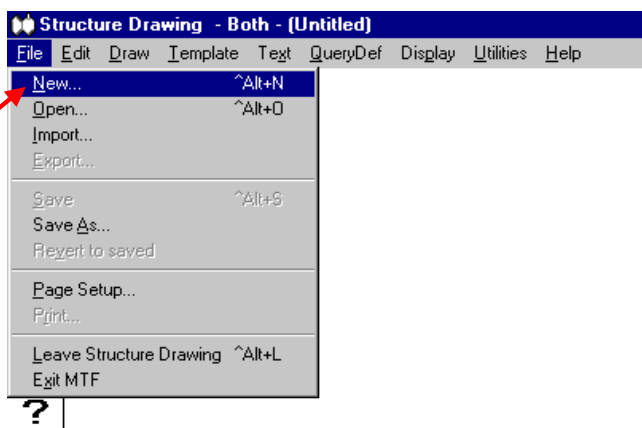 Structure Drawing - Both - (Untitled)
File Edit Draw Template Text QueryDef Display Utilities Help
New... ^Alt+N
Open... ^Alt+O
Import...
Export...
Save ^Alt+S
Save As...
Revert to saved
Page Setup...
Print...
Leave Structure Drawing ^Alt+L
Exit MTF
?